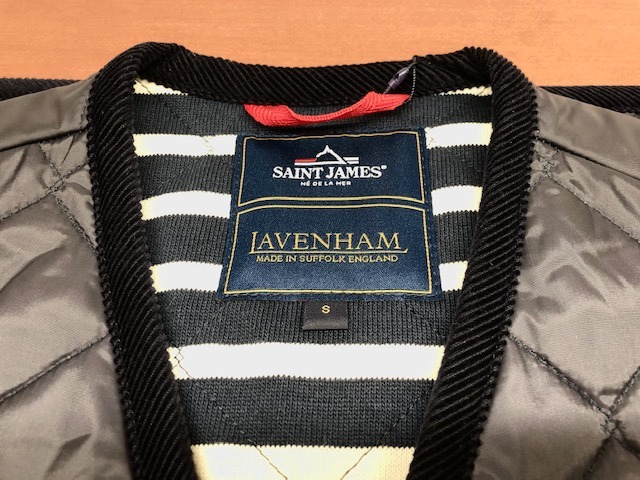 SAINT JAMES®
NÉ DE LA MER
LAVENHAM
MADE IN SUFFOLK ENGLAND
S